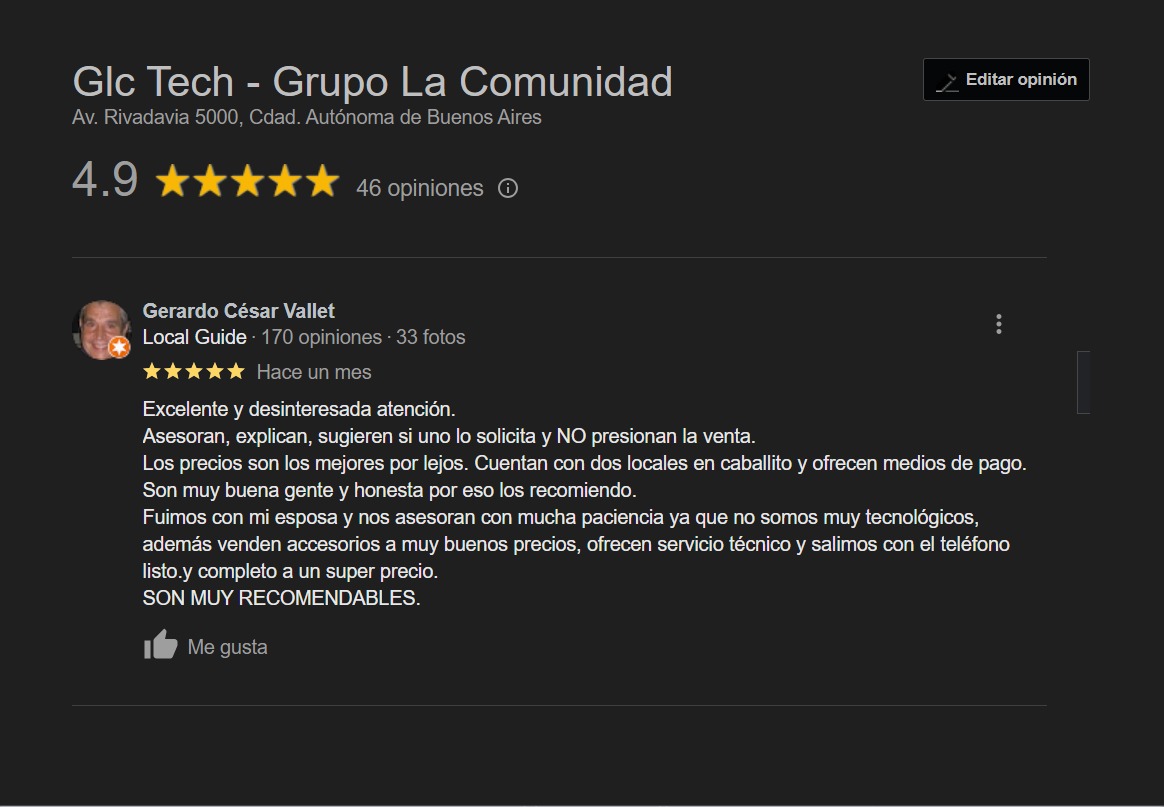 Glc Tech - Grupo La Comunidad
Editar opinión
Av. Rivadavia 5000, Cdad. Autónoma de Buenos Aires
4.9 46 opiniones
Gerardo César Vallet
Local Guide · 170 opiniones · 33 fotos
Hace un mes
Excelente y desinteresada atención.
Asesoran, explican, sugieren si uno lo solicita y NO presionan la venta.
Los precios son los mejores por lejos. Cuentan con dos locales en caballito y ofrecen medios de pago.
Son muy buena gente y honesta por eso los recomiendo.
Fuimos con mi esposa y nos asesoran con mucha paciencia ya que no somos muy tecnológicos,
además venden accesorios a muy buenos precios, ofrecen servicio técnico y salimos con el teléfono
listo.y completo a un super precio.
SON MUY RECOMENDABLES.
Me gusta